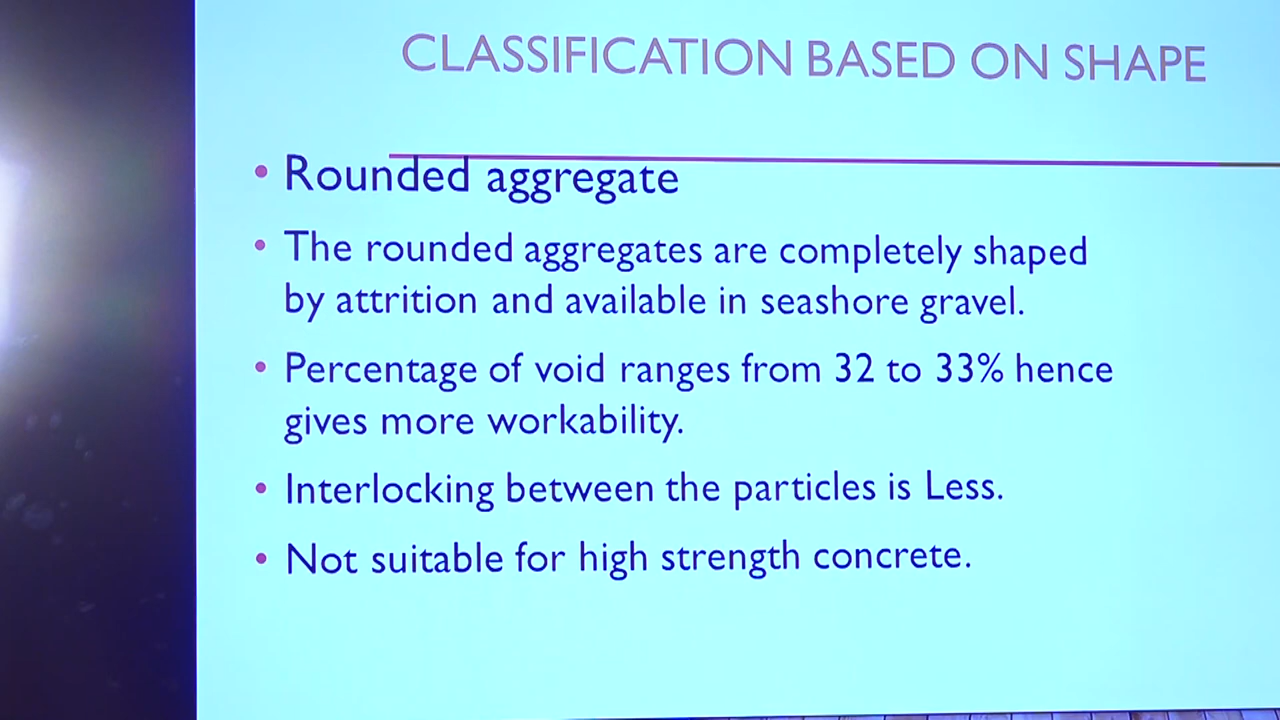 CLASSIFICATION BASED ON SHAPE
• Rounded aggregate
• The rounded aggregates are completely shaped
by attrition and available in seashore gravel.
• Percentage of void ranges from 32 to 33% hence
gives more workability.
• Interlocking between the particles is Less.
• Not suitable for high strength concrete.